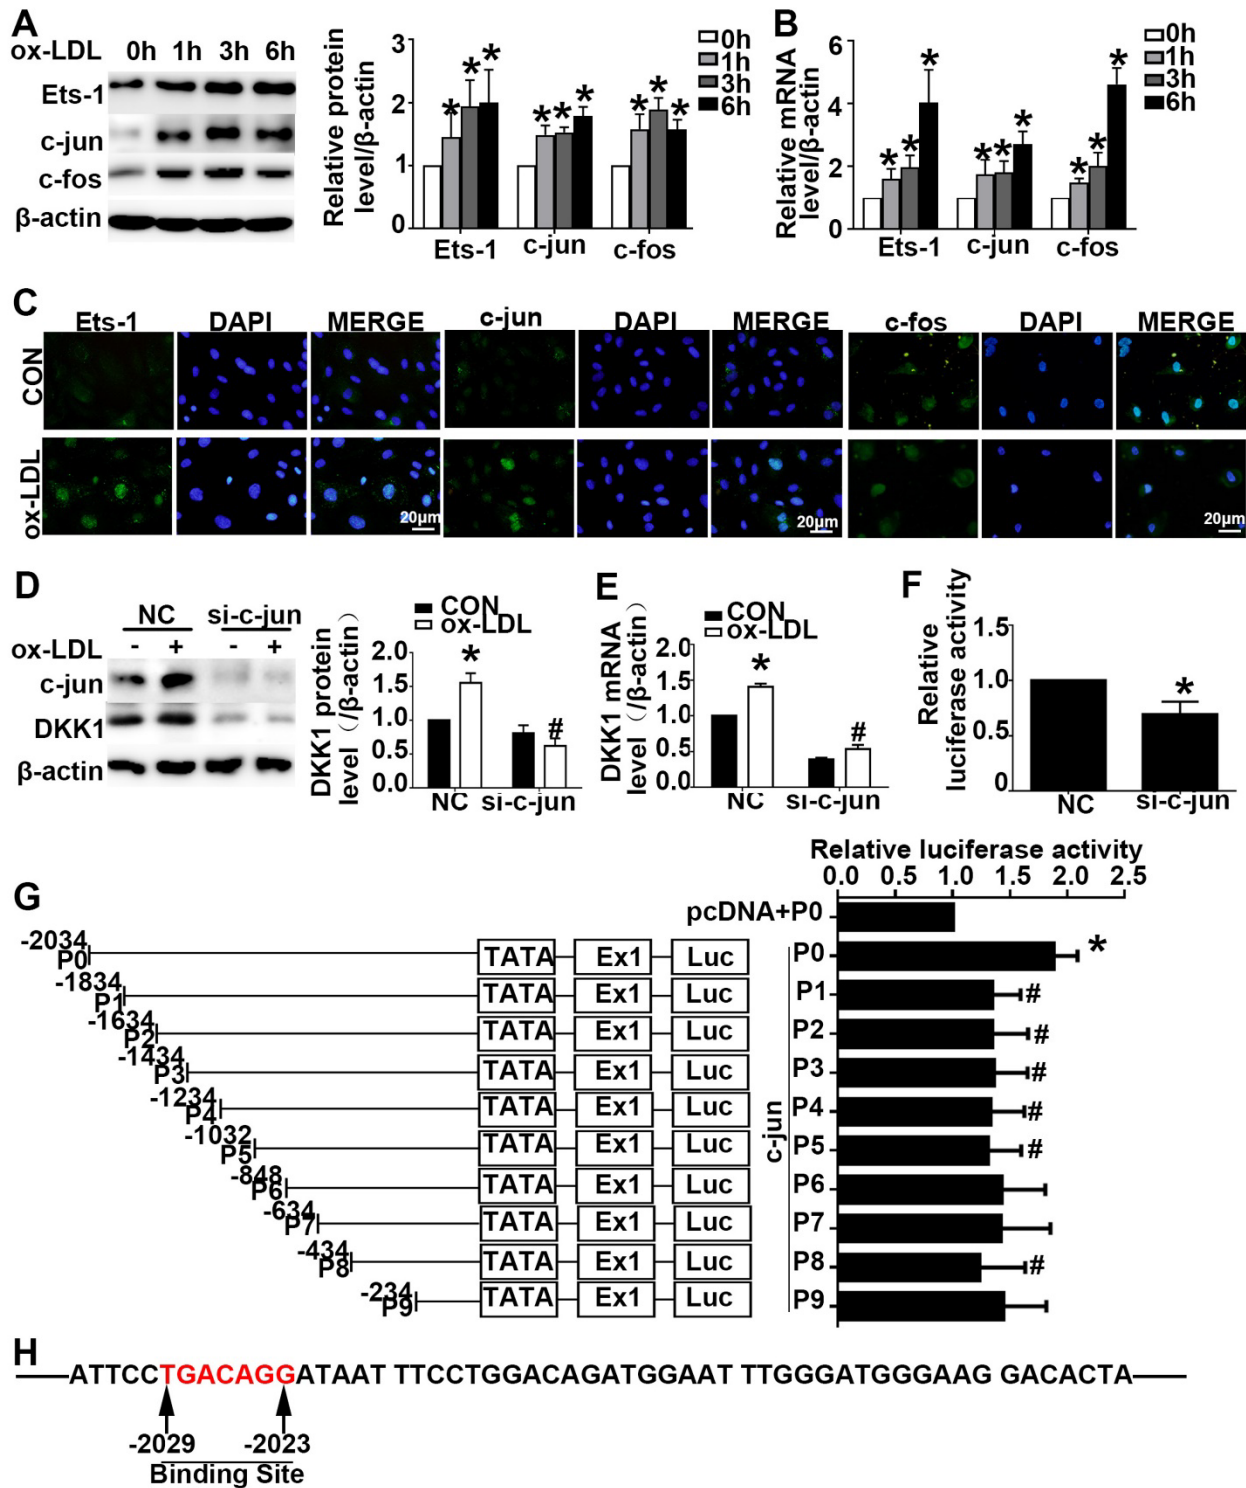 A
ox-LDL 0h 1h 3h 6h
Ets-1
c-jun
c-fos
β-actin
Relative protein
level/β-actin
3
2
1
0
Ets-1 c-jun c-fos
* * * * * * * * *
0h
1h
3h
6h
B
Relative mRNA
level/β-actin
6
4
2
0
Ets-1 c-jun c-fos
* * * * * * * * *
0h
1h
3h
6h
C
Ets-1 DAPI MERGE c-jun DAPI MERGE c-fos DAPI MERGE
CON
ox-LDL
20μm 20μm 20μm
D
NC si-c-jun
ox-LDL - + - +
c-jun
DKK1
β-actin
DKK1 protein
level（/β-actin）
CON
ox-LDL
2.0
1.5
1.0
0.5
0.0
* #
NC si-c-jun
E
DKK1 mRNA
level（/β-actin）
CON
ox-LDL
2.0
1.5
1.0
0.5
0.0
* #
NC si-c-jun
F
Relative
luciferase activity
1.5
1.0
0.5
0
*
NC si-c-jun
G
Relative luciferase activity
0.0 0.5 1.0 1.5 2.0 2.5
pcDNA+P0
-2034
P0 TATA Ex1 Luc P0 *
-1834
P1 TATA Ex1 Luc P1 #
-1634
P2 TATA Ex1 Luc P2 #
-1434
P3 TATA Ex1 Luc P3 #
-1234
P4 TATA Ex1 Luc P4 #
-1032
P5 TATA Ex1 Luc P5 #
-848
P6 TATA Ex1 Luc P6
-634
P7 TATA Ex1 Luc P7
-434
P8 TATA Ex1 Luc P8 #
-234
P9 TATA Ex1 Luc P9
c-jun
H
ATTCCTGACAGGATAAT TTCCTGGACAGATGGAAT TTGGGATGGGAAG GACACTA
-2029 -2023
Binding Site